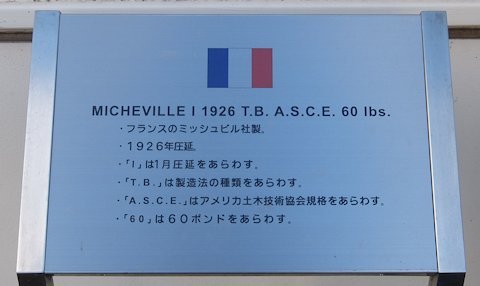 MICHEVILLE I 1926 T.B. A.S.C.E. 60 lbs.
・フランスのミッシュビル社製。
・1926年圧延。
・「I」は1月圧延をあらわす。
・「T.B.」は製造法の種類をあらわす。
・「A.S.C.E.」はアメリカ土木技術協会規格をあらわす。
・「60」は60ポンドをあらわす。